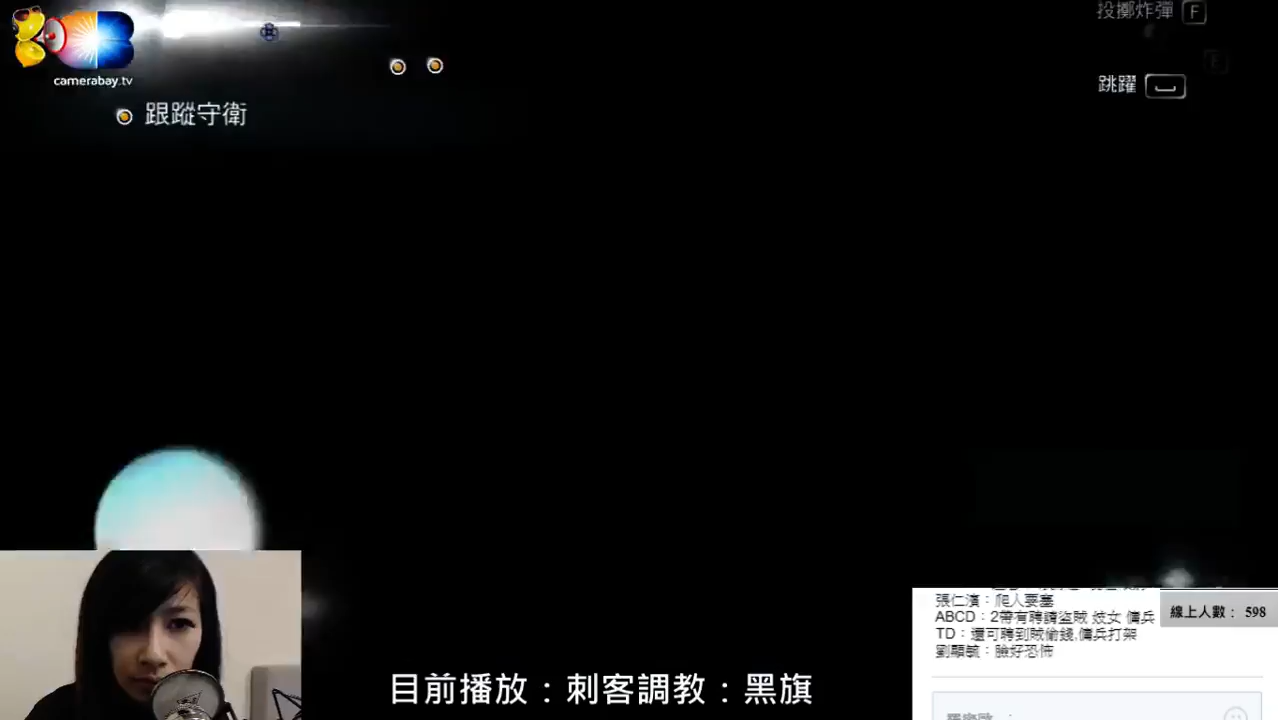 投擲炸彈 F
camerabay.tv
跳躍
跟蹤守衛
張仁濱：爬人要塞
ABCD：2帶有聘請盜賊 妓女 傭兵
TD：還可聘到賊偷錢,傭兵打架
劉顯毓：臉好恐怖
線上人數： 598
目前播放：刺客調教：黑旗